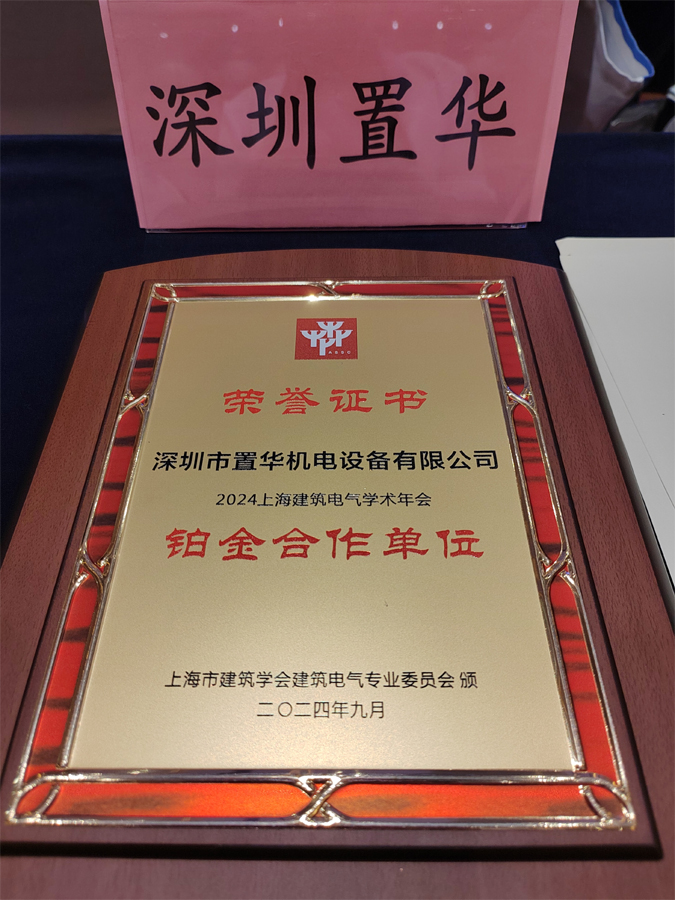 深圳置华
荣誉证书
深圳市置华机电设备有限公司
2024上海建筑电气学术年会
铂金合作单位
上海市建筑学会建筑电气专业委员会 颁
二〇二四年九月